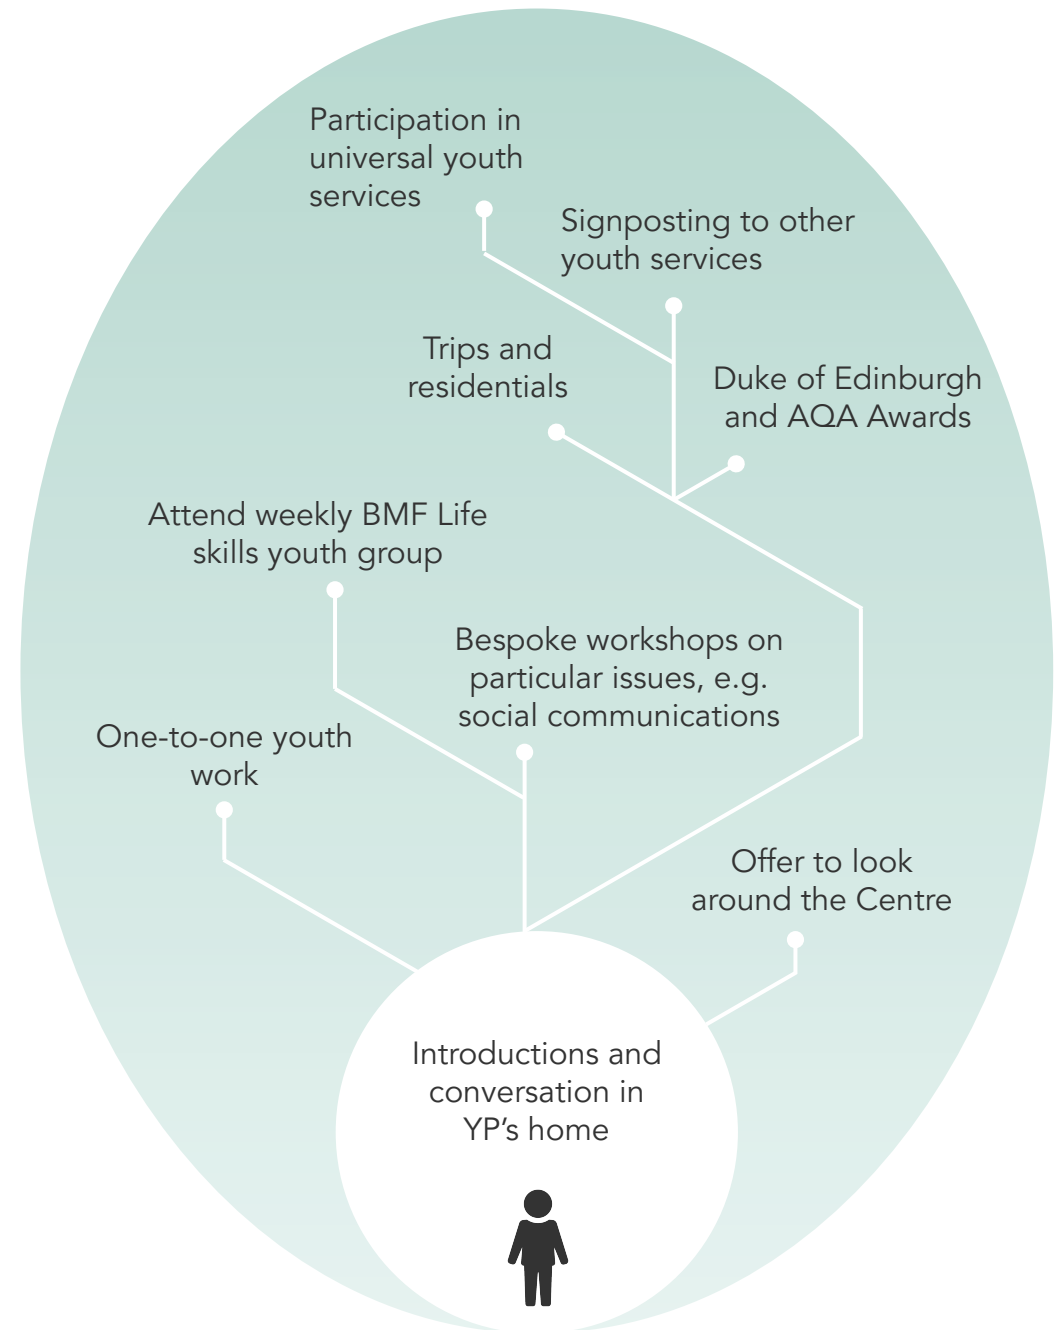 Participation in
universal youth
services
Signposting to other
youth services
Trips and
residentials
Duke of Edinburgh
and AQA Awards
Attend weekly BMF Life
skills youth group
Bespoke workshops on
particular issues, e.g.
social communications
One-to-one youth
work
Offer to look
around the Centre
Introductions and
conversation in
YP’s home